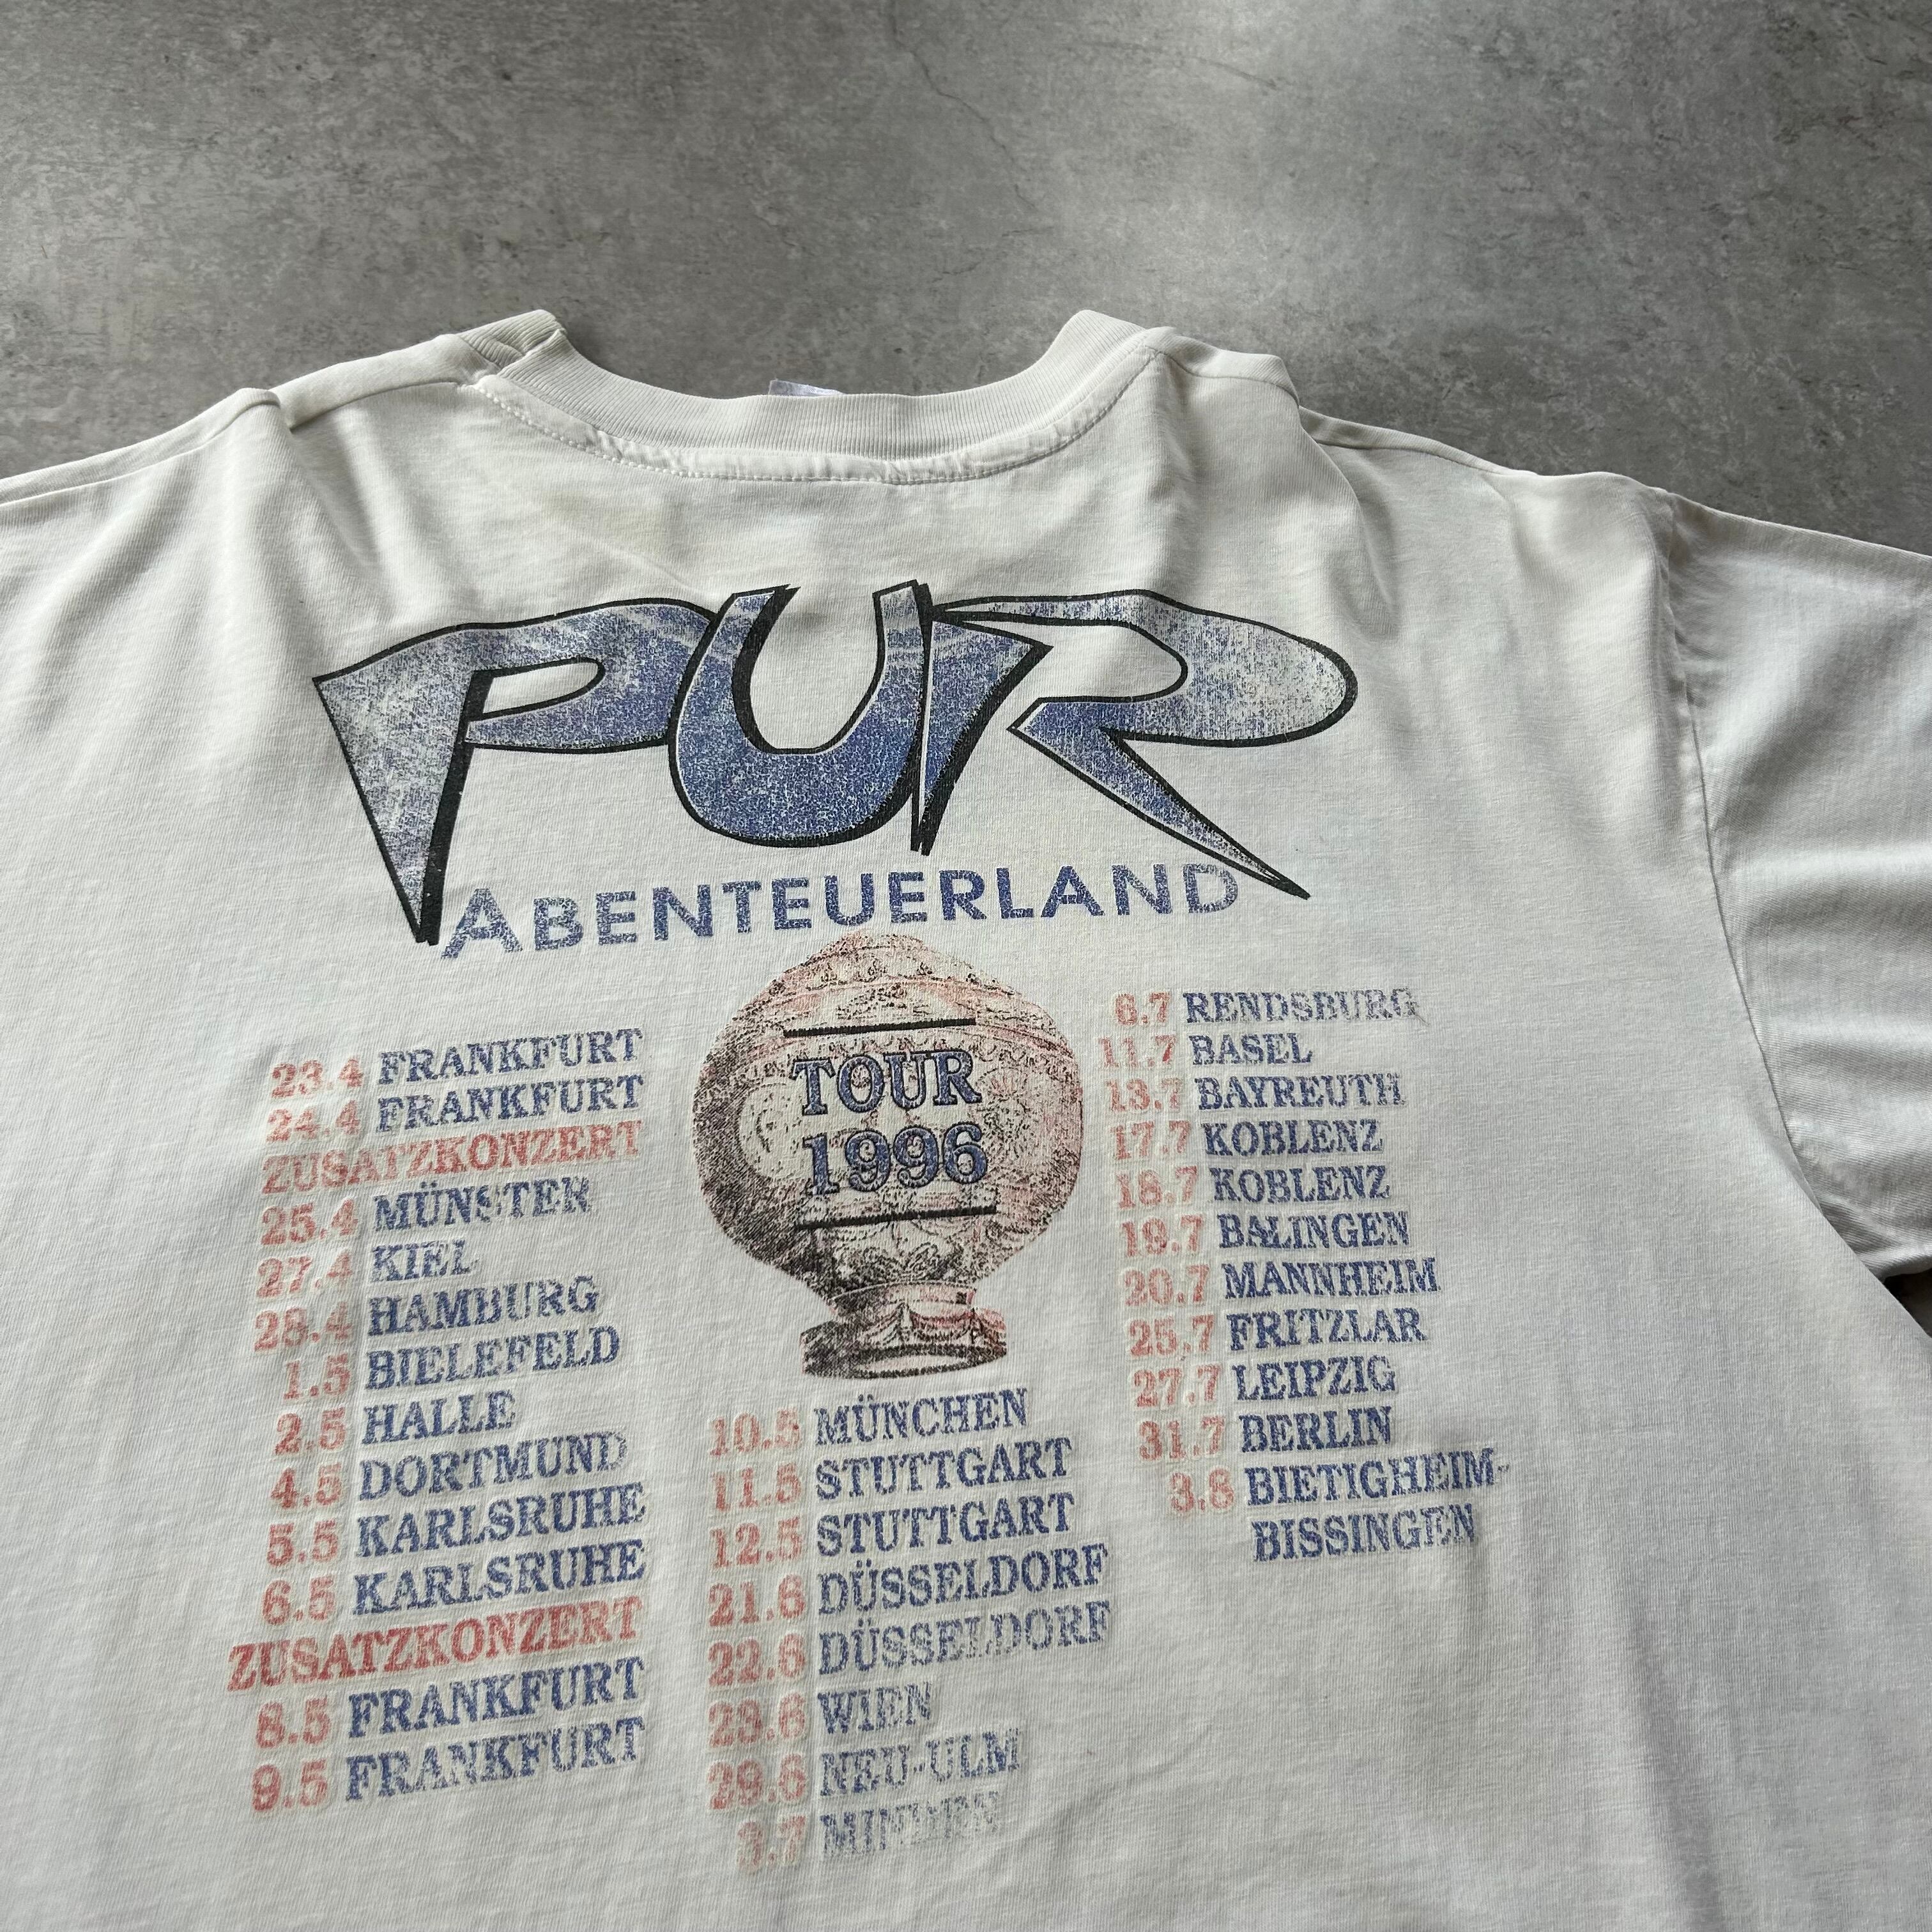 PUR
ABENTEUERLAND
TOUR
1996
23.4 FRANKFURT
24.4 FRANKFURT
ZUSATZKONZERT
25.4 MÜNSTER
27.4 KIEL
28.4 HAMBURG
1.5 BIELEFELD
2.5 HALLE
4.5 DORTMUND
5.5 KARLSRUHE
6.5 KARLSRUHE
ZUSATZKONZERT
8.5 FRANKFURT
9.5 FRANKFURT
10.5 MÜNCHEN
11.5 STUTTGART
12.5 STUTTGART
21.6 DÜSSELDORF
22.6 DÜSSELDORF
23.6 WIEN
29.6 NEU-ULM
3.7 MINDEN
6.7 RENDSBURG
11.7 BASEL
13.7 BAYREUTH
17.7 KOBLENZ
18.7 KOBLENZ
19.7 BALINGEN
20.7 MANNHEIM
25.7 FRITZLAR
27.7 LEIPZIG
31.7 BERLIN
3.8 BIETIGHEIM-
BISSINGEN